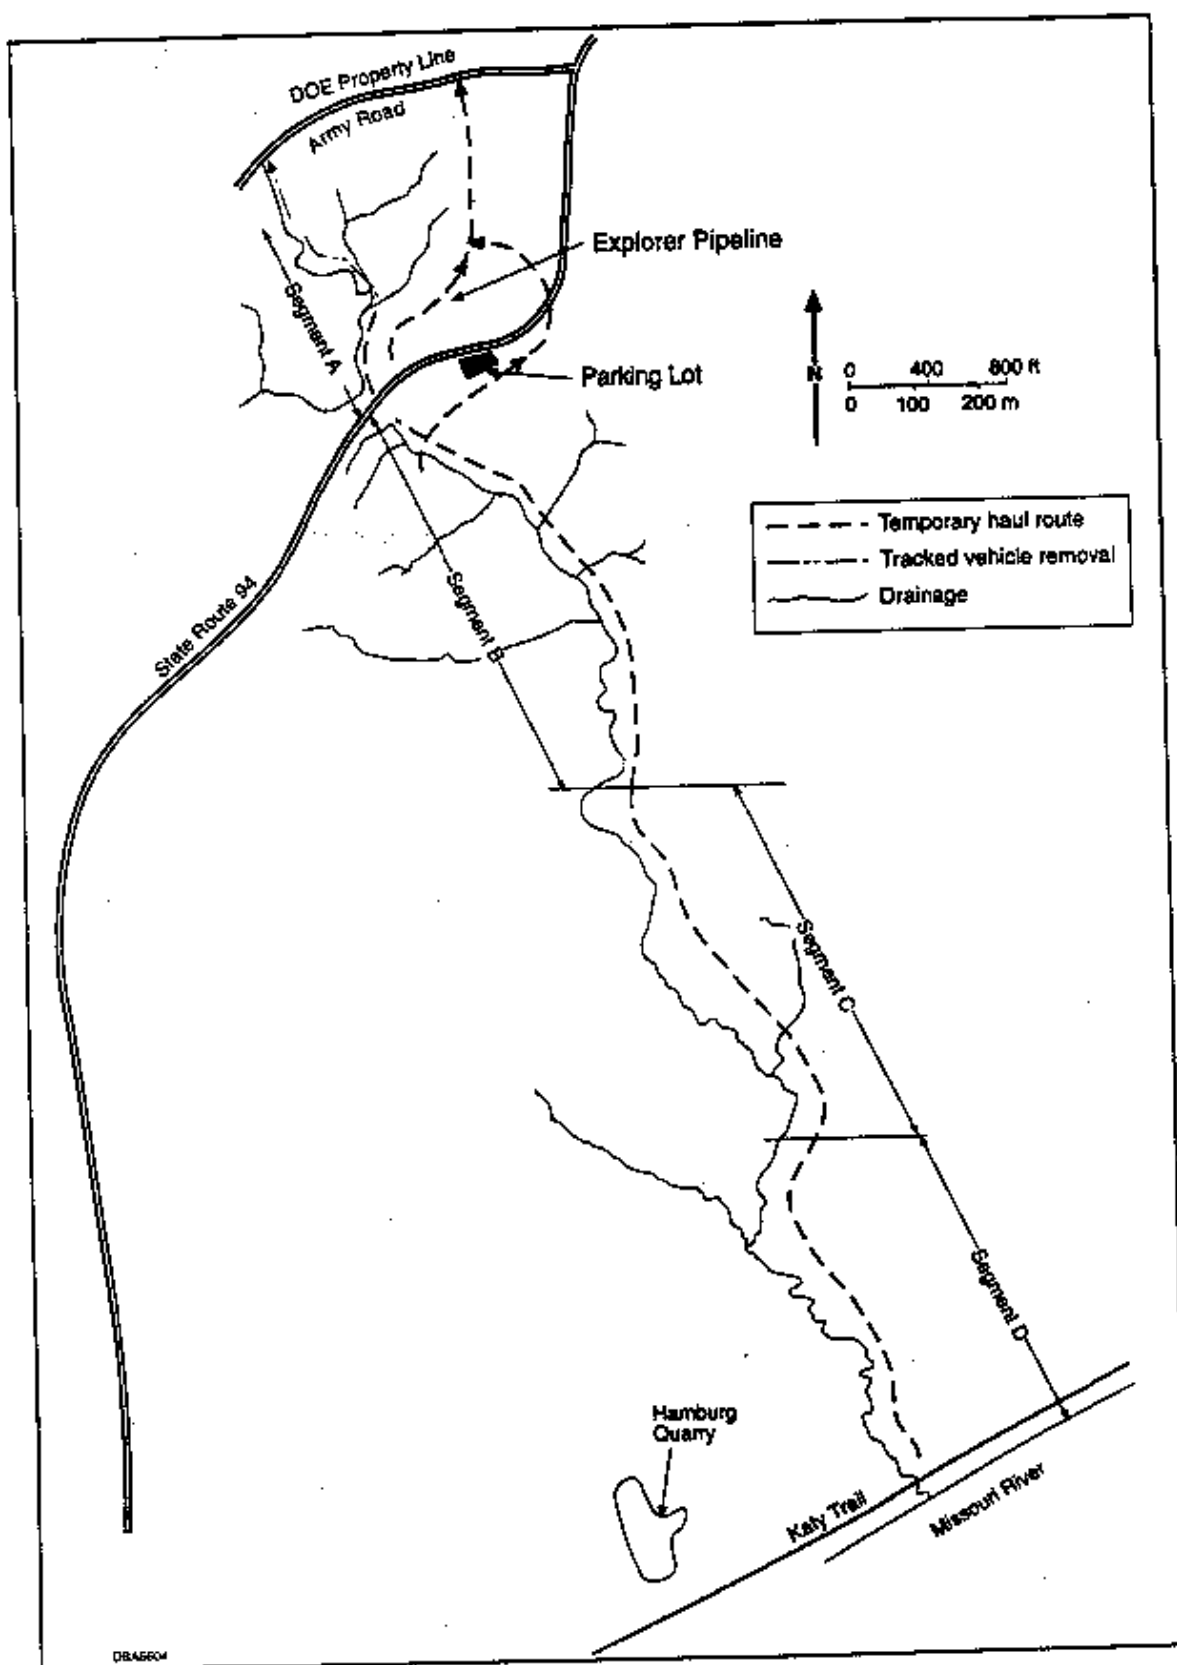 DOE Property Line
Army Road
Explorer Pipeline
Segment A
Parking Lot
N
0 400 800 ft
0 100 200 m
Temporary haul route
Tracked vehicle removal
Drainage
State Route 94
Segment B
Segment C
Segment D
Hamburg
Quarry
Katy Trail
Missouri River
DBA5604